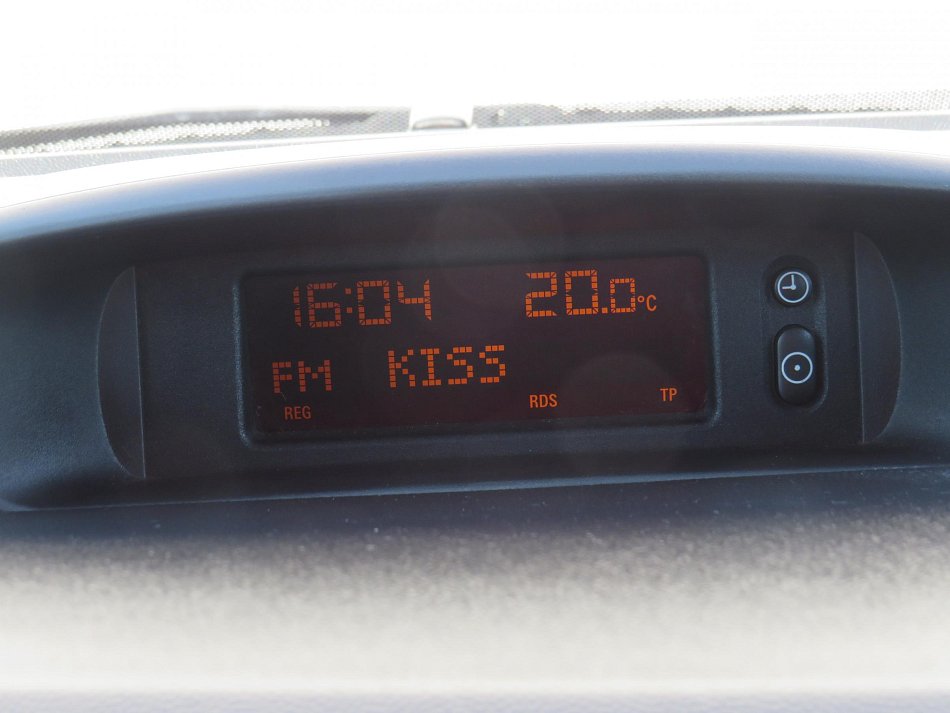 16:04 20.0°C
FM KISS
REG RDS TP